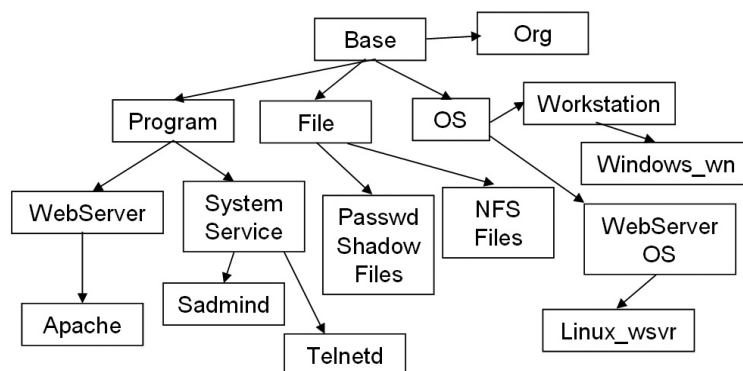 Base
Org
Program
File
OS
Workstation
Windows_wn
WebServer
System
Service
Passwd
Shadow
Files
NFS
Files
WebServer
OS
Apache
Sadmind
Telnetd
Linux_wsvr